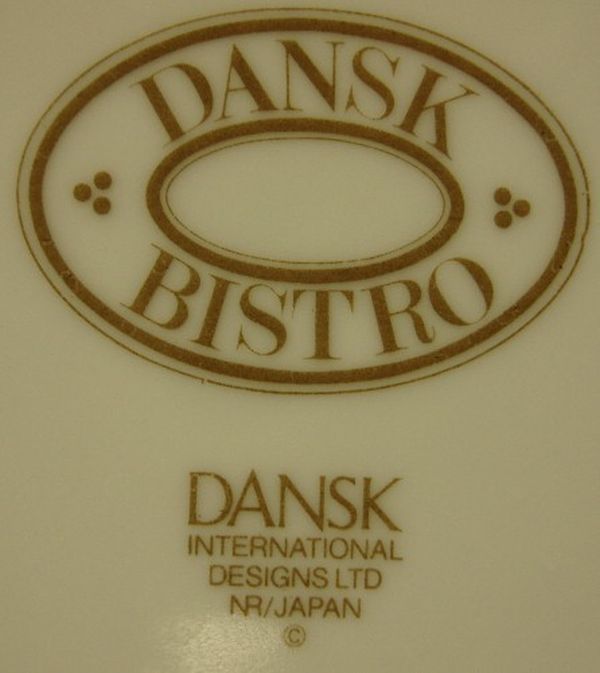 DANSK
BISTRO
DANSK
INTERNATIONAL
DESIGNS LTD
NR/JAPAN
©